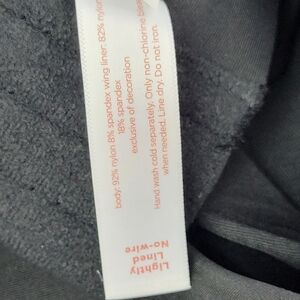 body: 92% nylon 8% spandex wing liner: 82% nylon
18% spandex
exclusive of decoration
Hand wash cold separately. Only non-chlorine
when needed. Line dry. Do not iron.
Lightly
Lined
No-wire